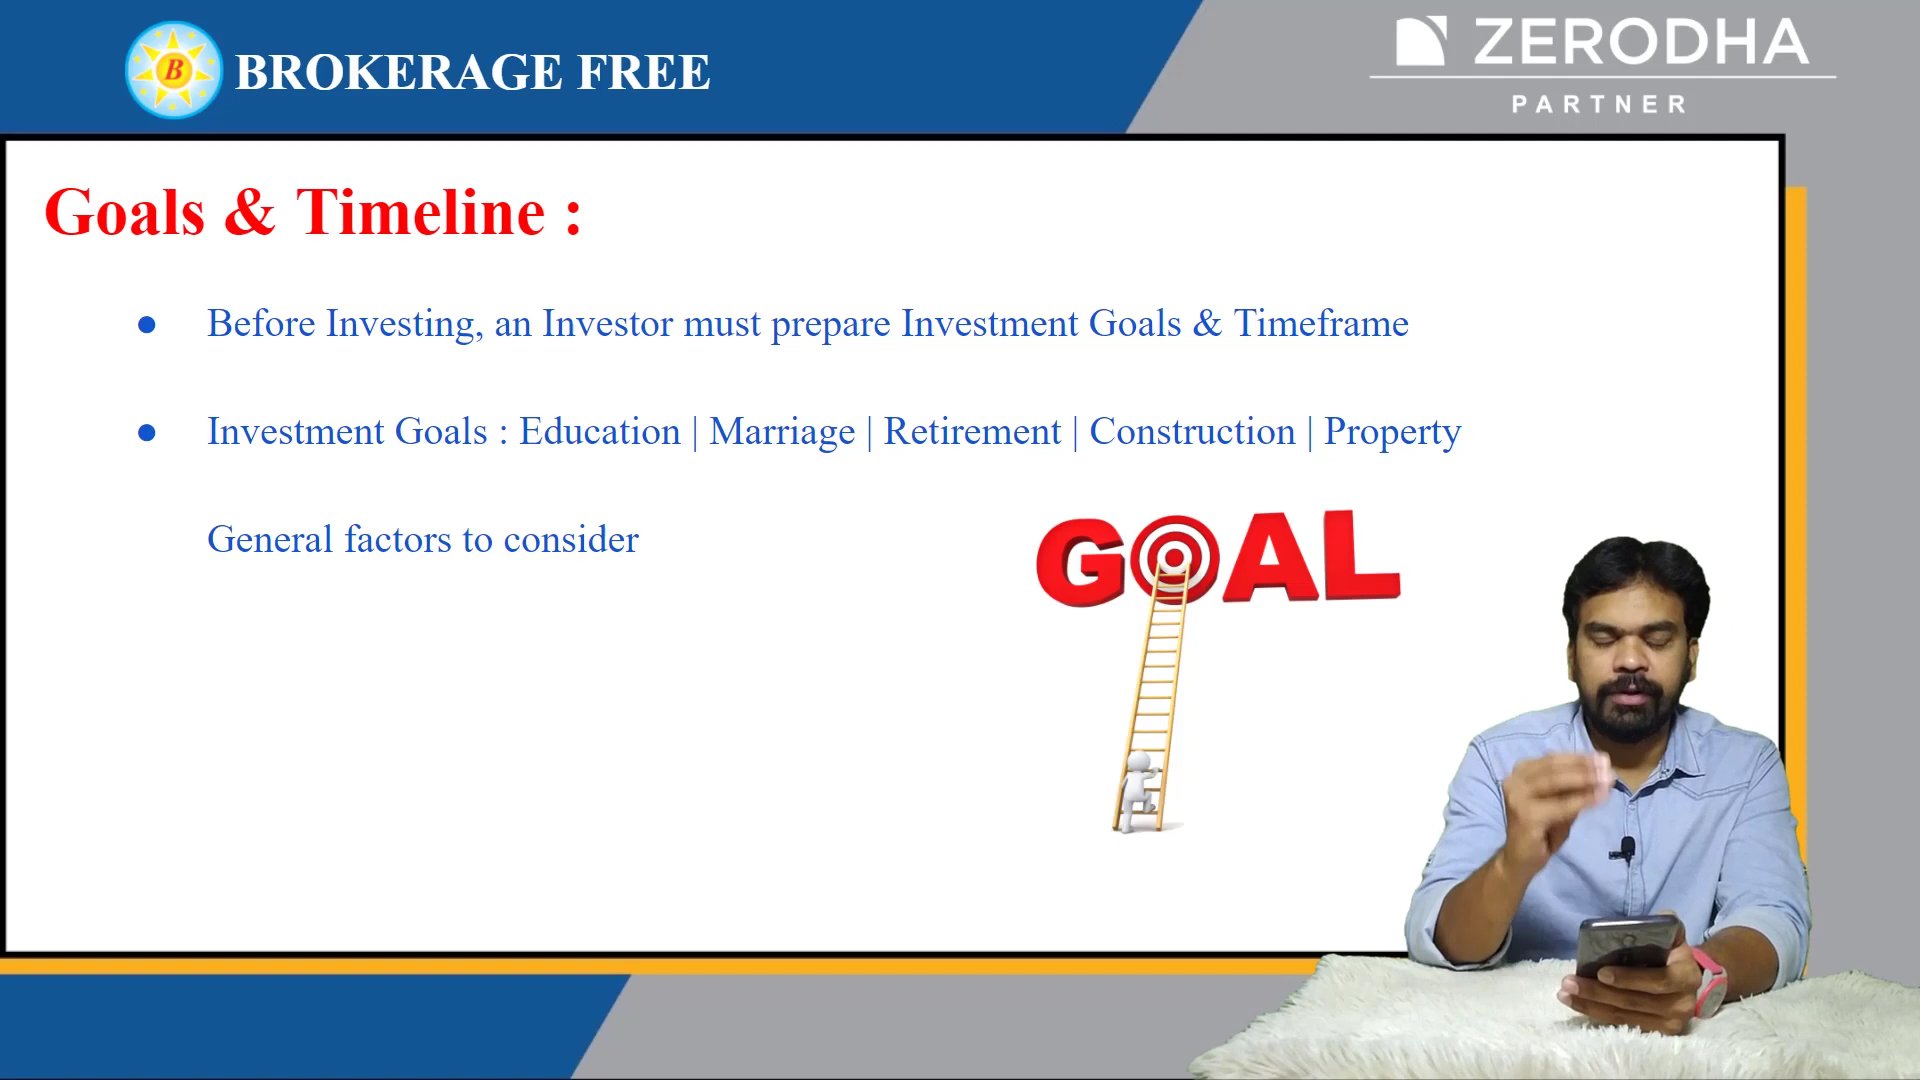 B
BROKERAGE FREE
ZERODHA
PARTNER
Goals & Timeline :
● Before Investing, an Investor must prepare Investment Goals & Timeframe
● Investment Goals : Education | Marriage | Retirement | Construction | Property
General factors to consider
GOAL